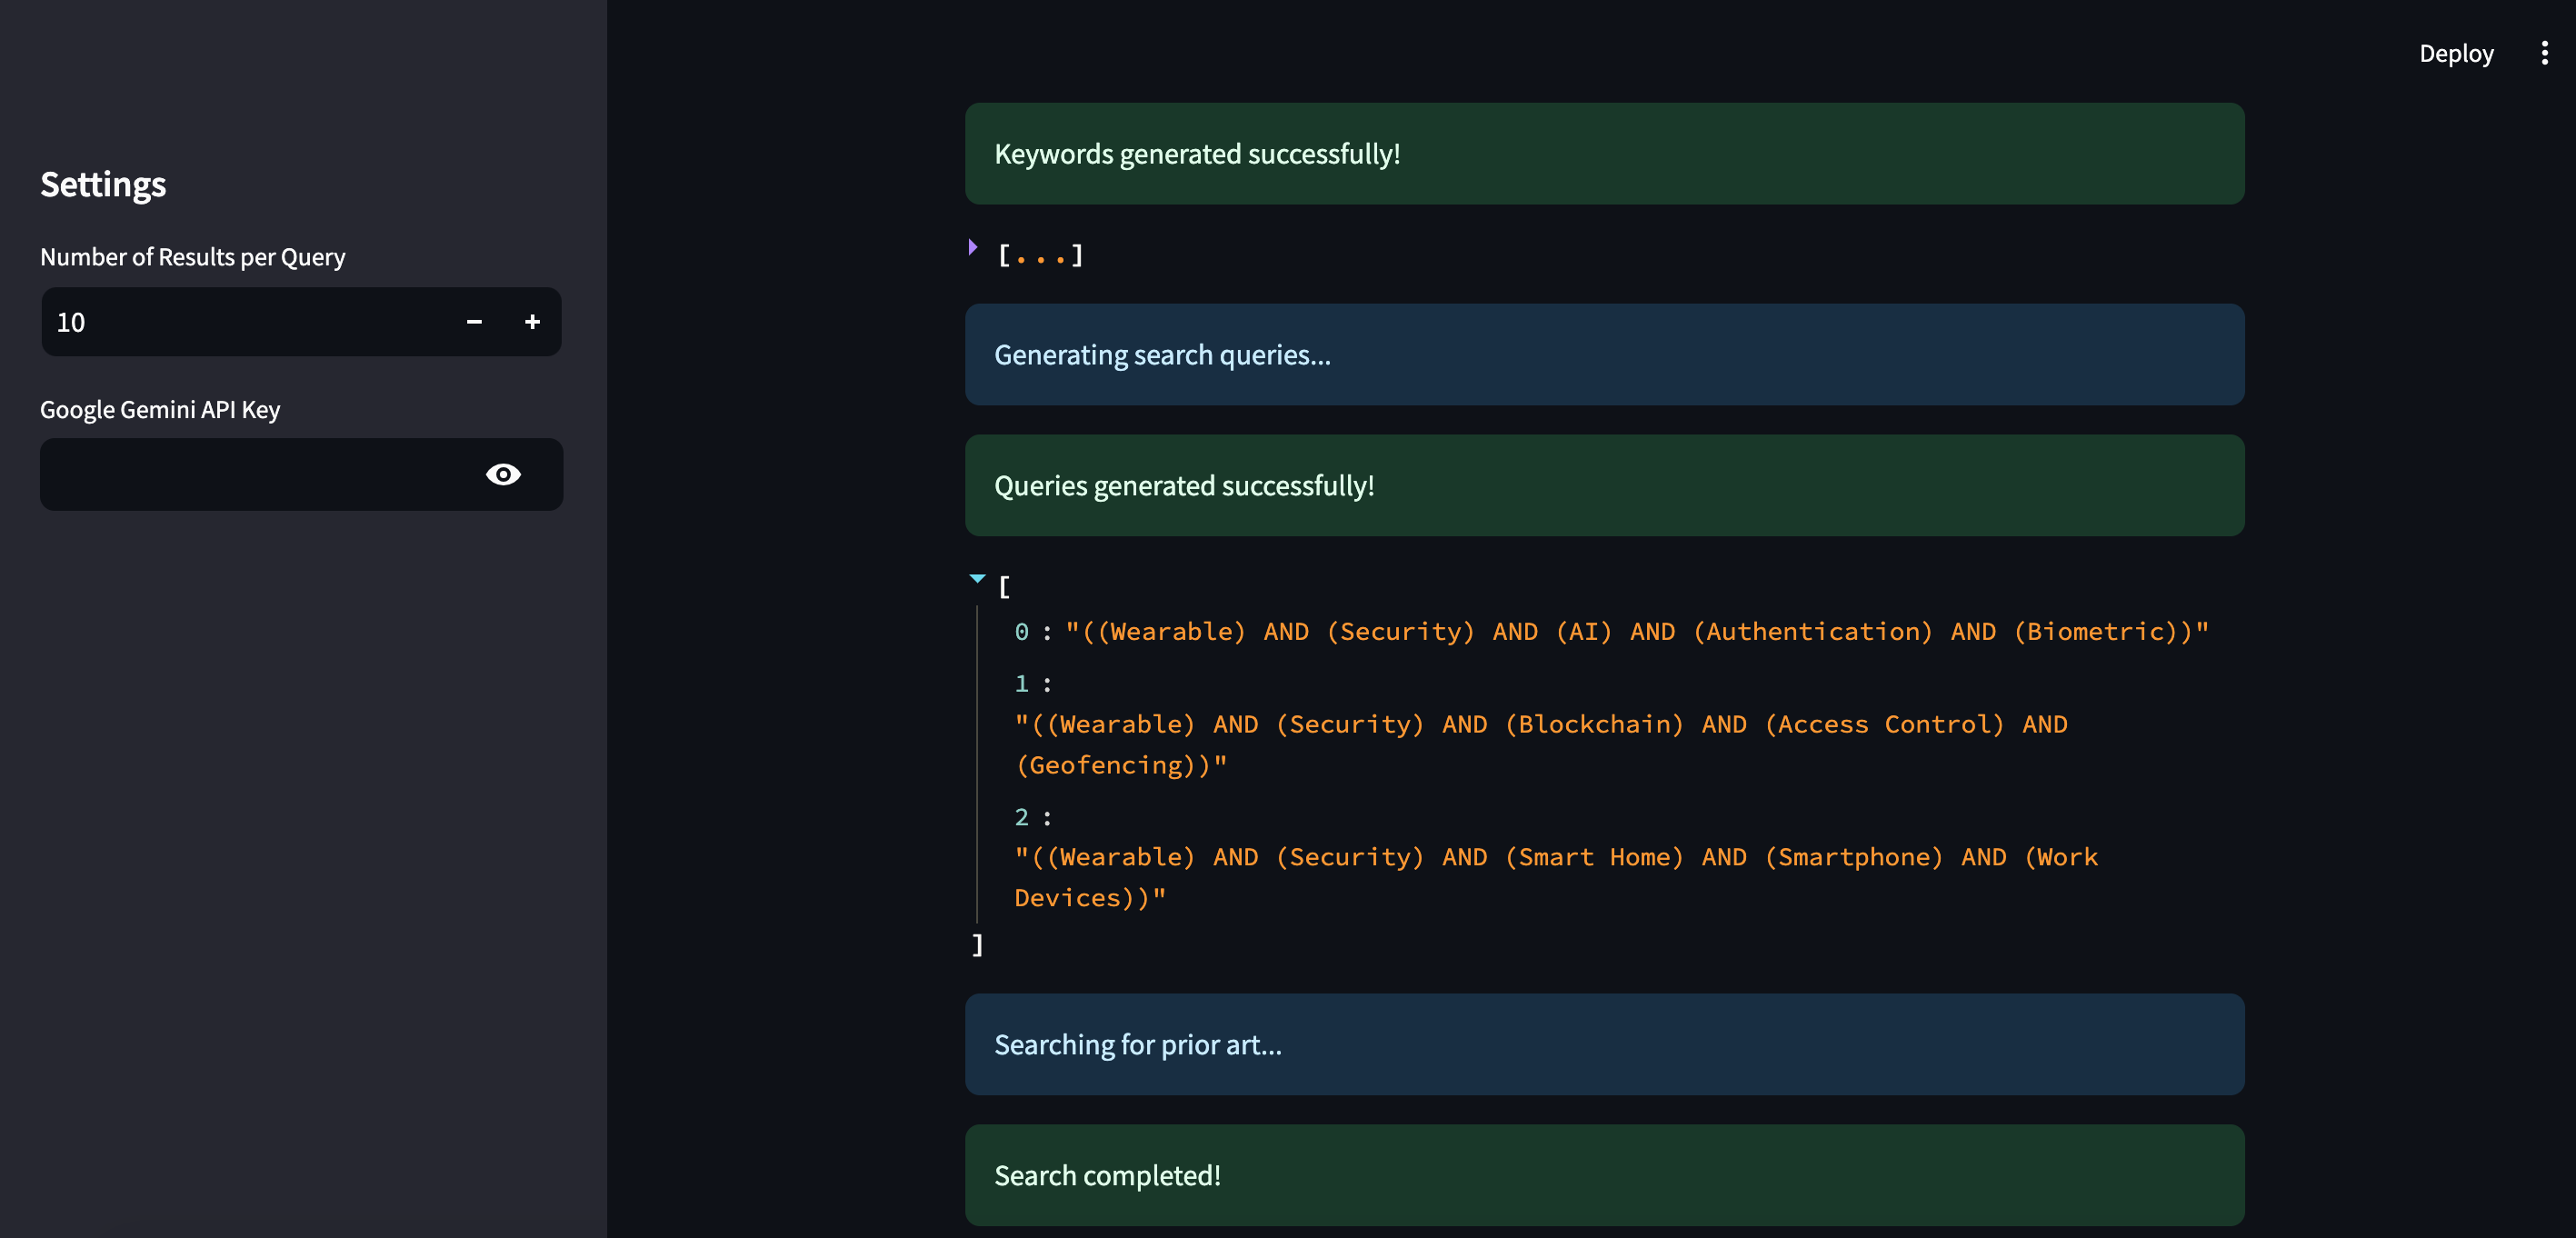 Deploy
Settings
Number of Results per Query
10
Google Gemini API Key
Keywords generated successfully!
[...]
Generating search queries...
Queries generated successfully!
[
0 : "((Wearable) AND (Security) AND (AI) AND (Authentication) AND (Biometric))"
1 :
"((Wearable) AND (Security) AND (Blockchain) AND (Access Control) AND
(Geofencing))"
2 :
"((Wearable) AND (Security) AND (Smart Home) AND (Smartphone) AND (Work
Devices))"
]
Searching for prior art...
Search completed!